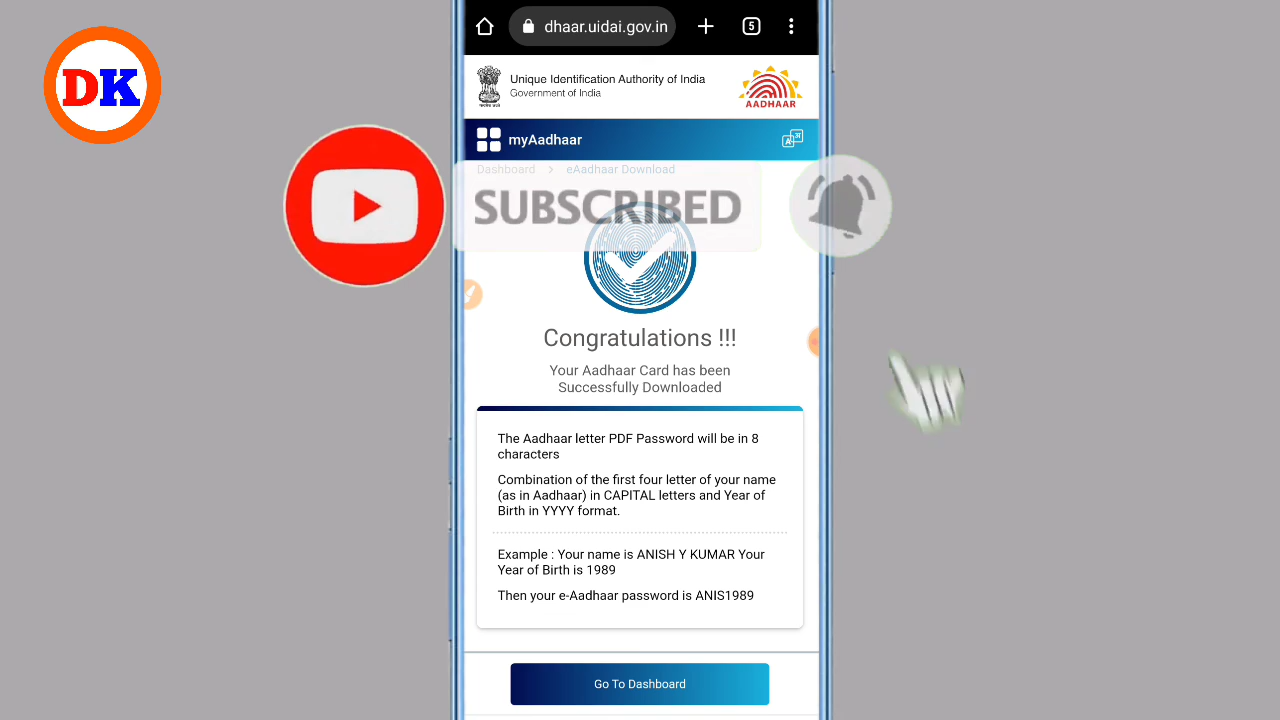 DK
dhaar.uidai.gov.in
5
Unique Identification Authority of India
Government of India
AADHAAR
myAadhaar
Dashboard > eAadhaar Download
SUBSCRIBED
Congratulations !!!
Your Aadhaar Card has been
Successfully Downloaded
The Aadhaar letter PDF Password will be in 8
characters
Combination of the first four letter of your name
(as in Aadhaar) in CAPITAL letters and Year of
Birth in YYYY format.
Example : Your name is ANISH Y KUMAR Your
Year of Birth is 1989
Then your e-Aadhaar password is ANIS1989
Go To Dashboard